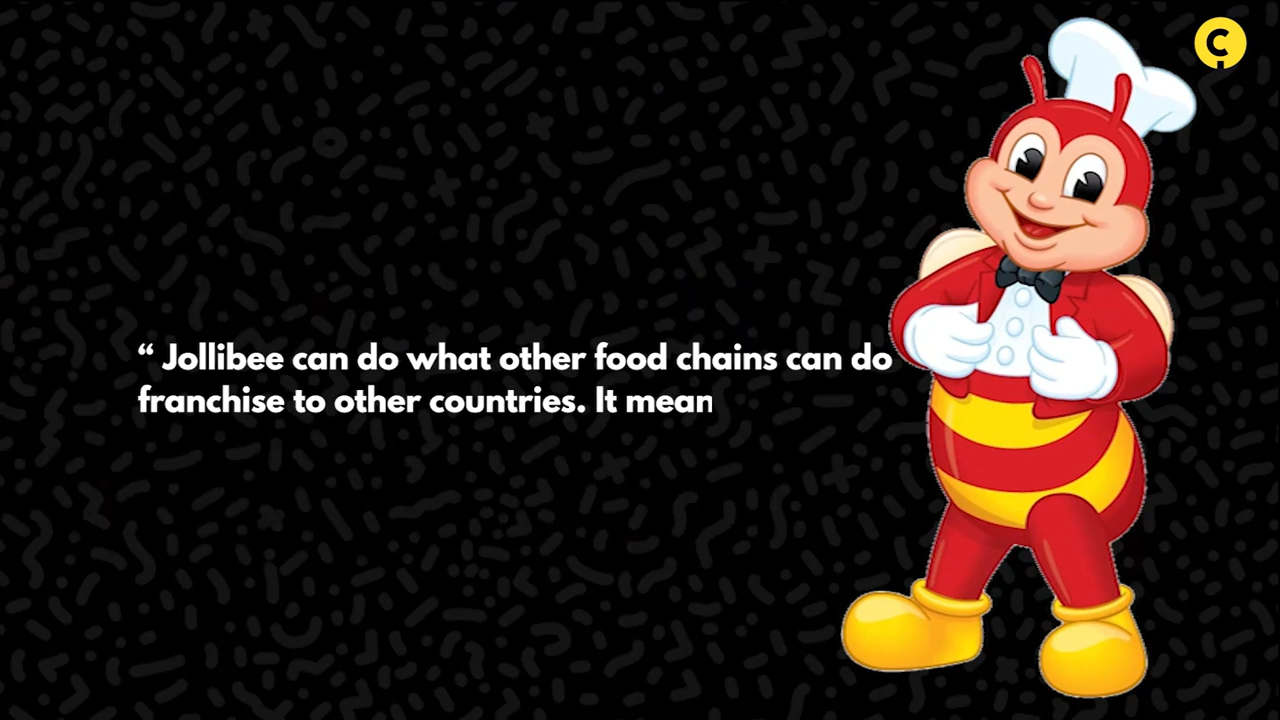 “ Jollibee can do what other food chains can do
franchise to other countries. It mean